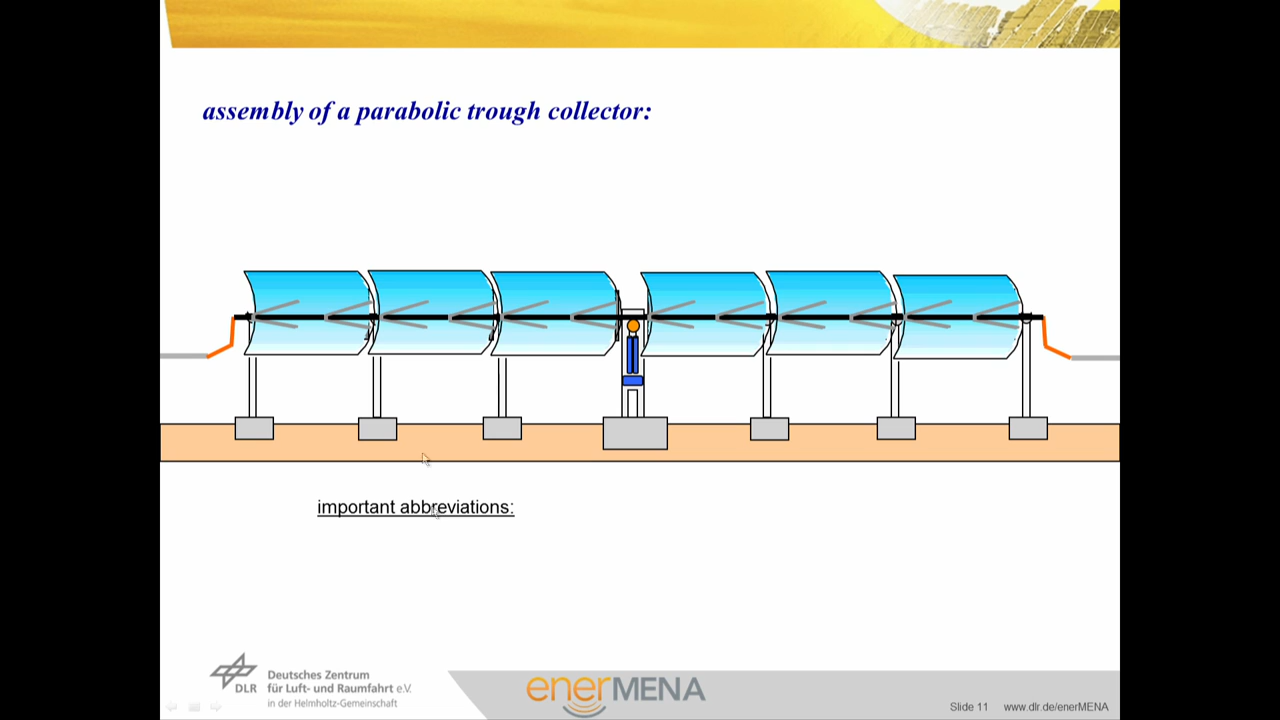 assembly of a parabolic trough collector:
important abbreviations:
Deutsches Zentrum
DLR für Luft- und Raumfahrt e.V.
in der Helmholtz-Gemeinschaft
enerMENA
Slide 11 www.dlr.de/enerMENA